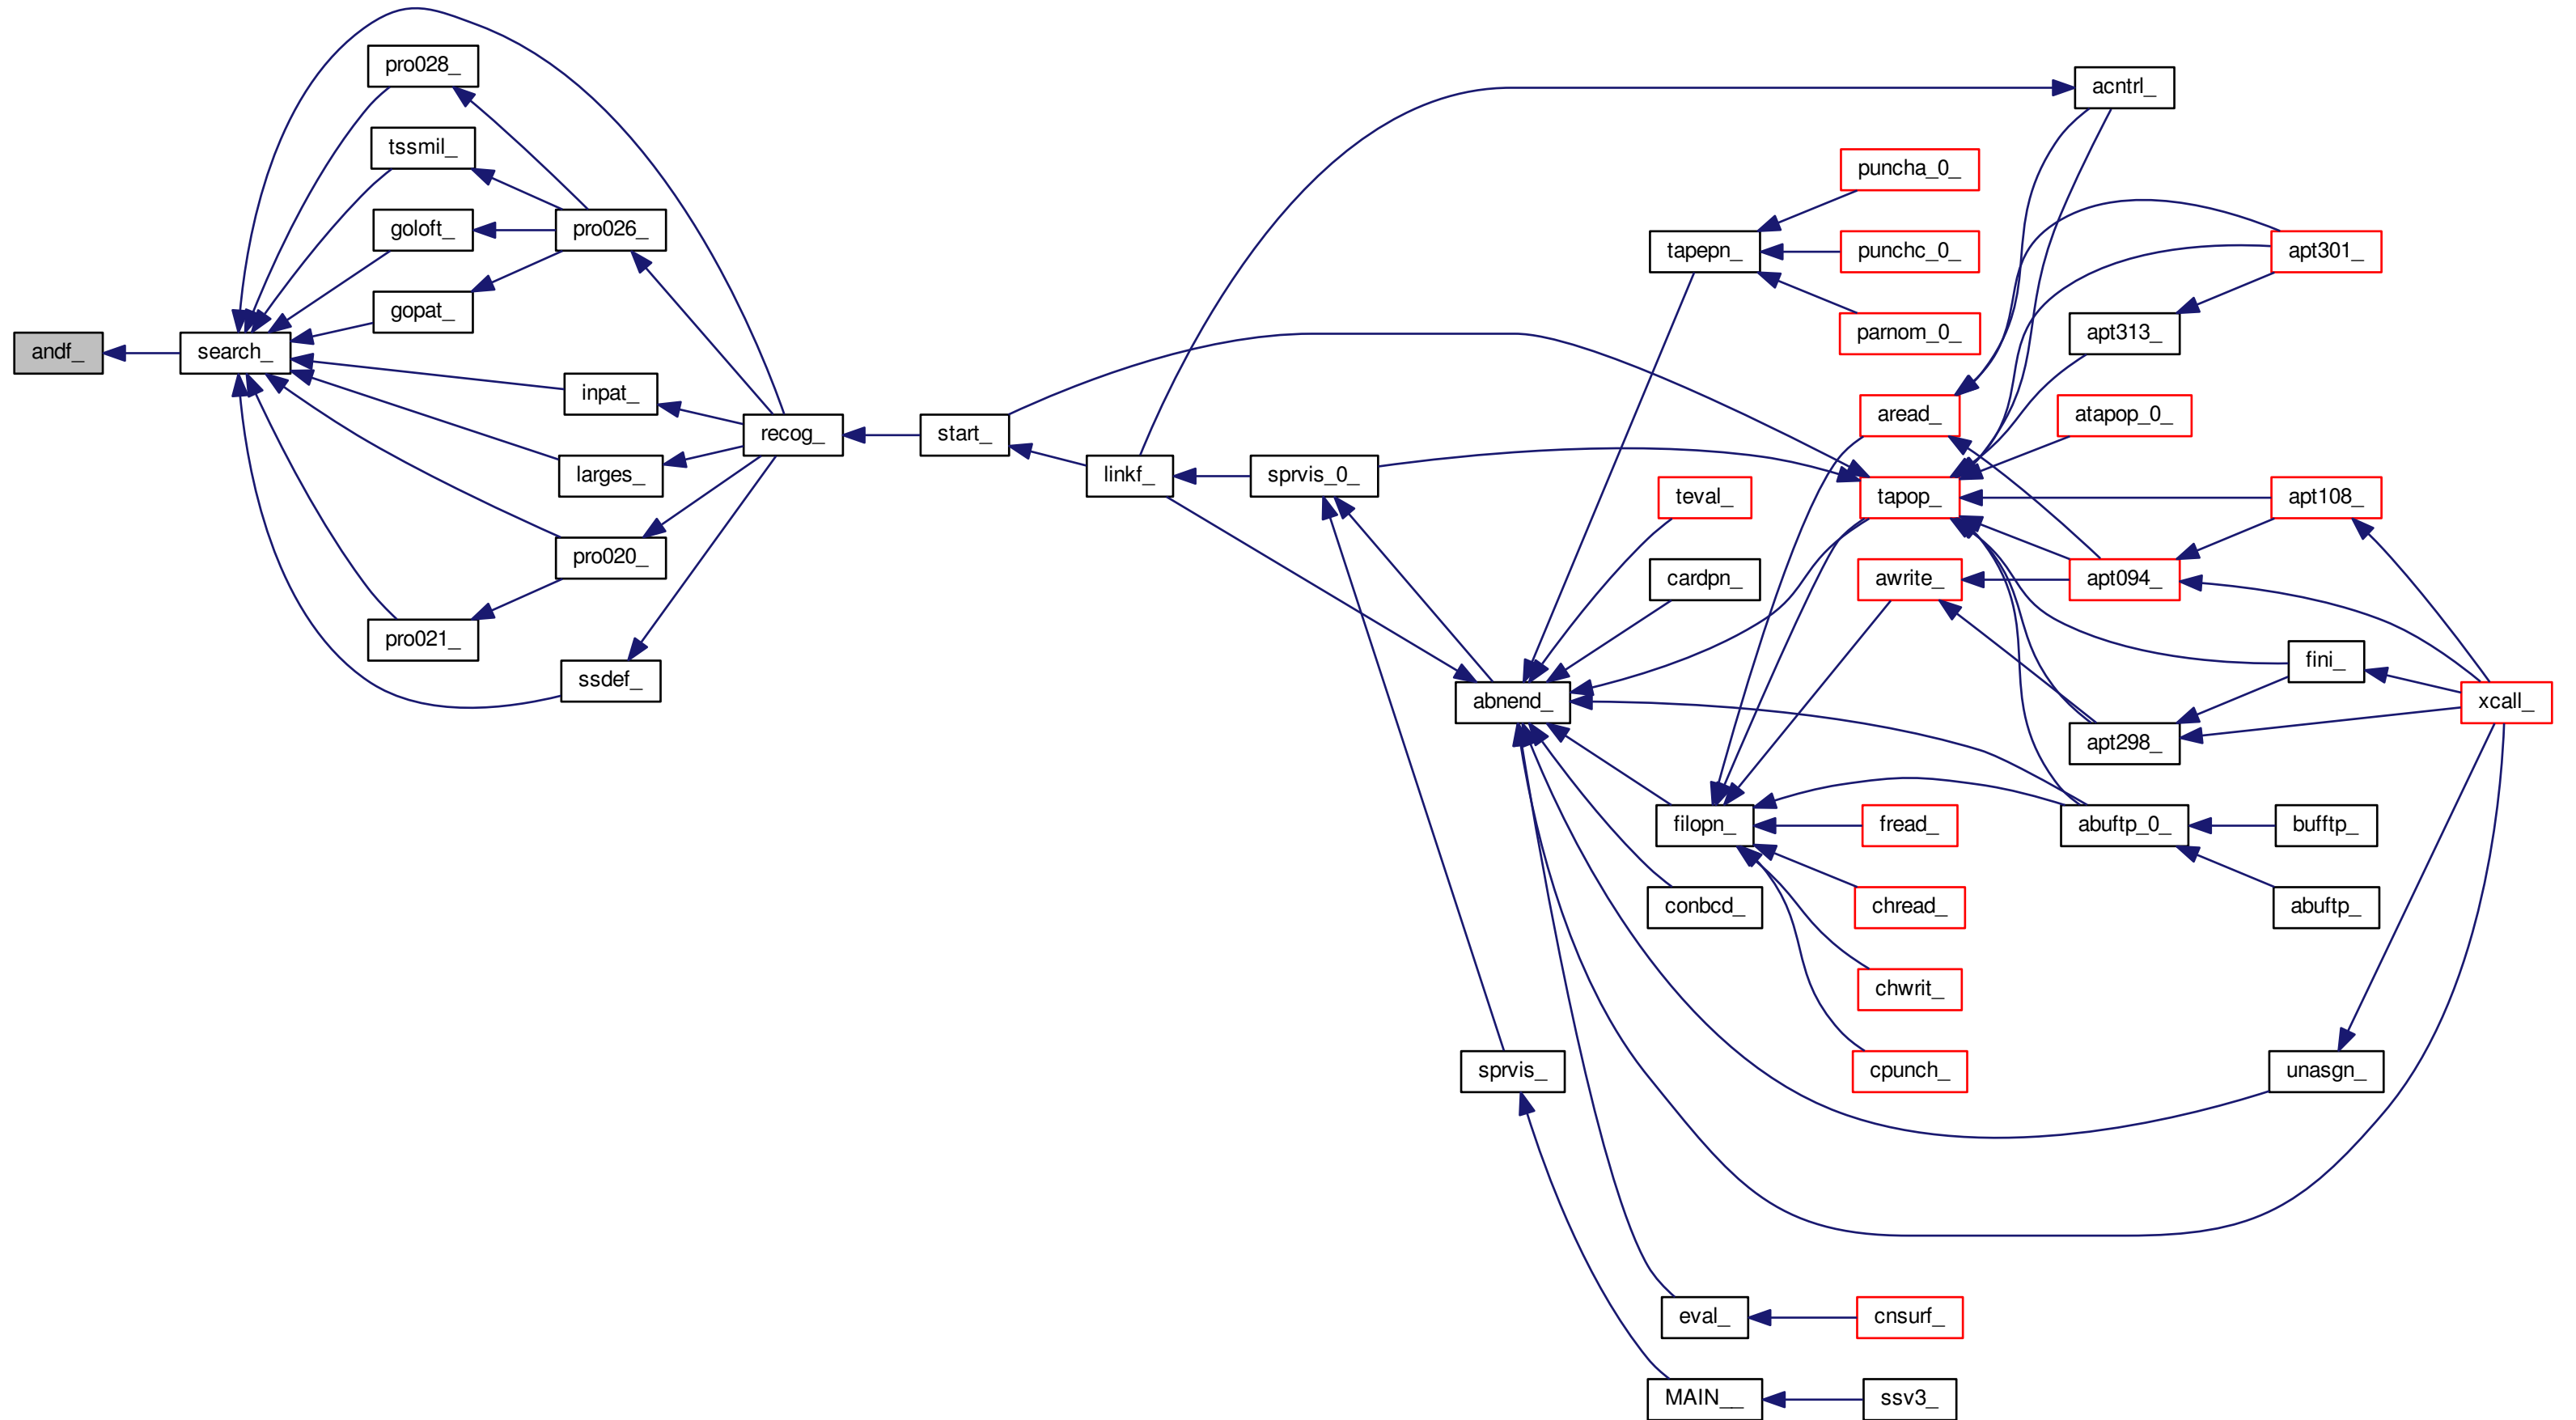 pro028_
acntrl_
tssmil_
puncha_0_
goloft_
pro026_
tapepn_
punchc_0_
apt301_
gopat_
parnom_0_
apt313_
andf_
search_
inpat_
aread_
atapop_0_
recog_
start_
larges_
linkf_
sprvis_0_
teval_
tapop_
apt108_
pro020_
cardpn_
awrite_
apt094_
pro021_
fini_
ssdef_
abnend_
xcall_
apt298_
filopn_
fread_
abuftp_0_
bufftp_
conbcd_
chread_
abuftp_
chwrit_
sprvis_
cpunch_
unasgn_
eval_
cnsurf_
MAIN__
ssv3_